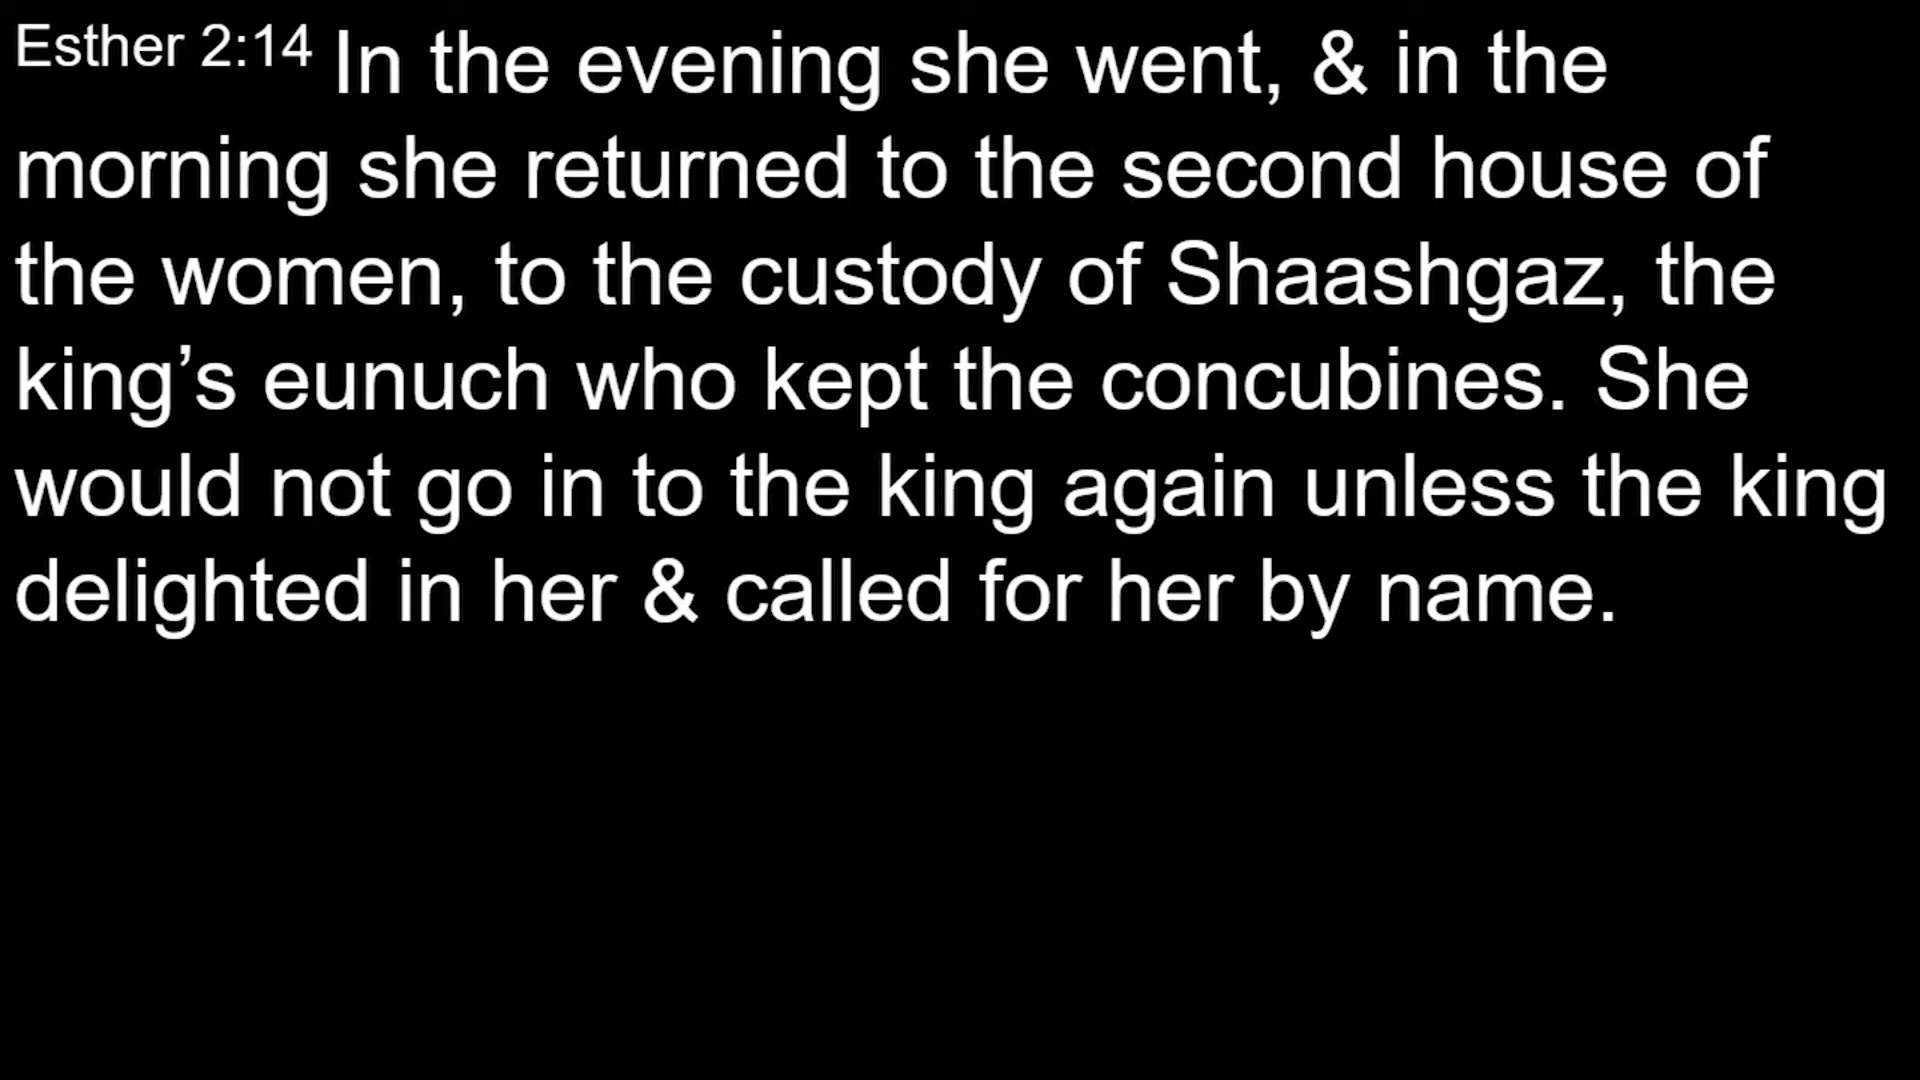 Esther 2:14 In the evening she went, & in the
morning she returned to the second house of
the women, to the custody of Shaashgaz, the
king’s eunuch who kept the concubines. She
would not go in to the king again unless the king
delighted in her & called for her by name.